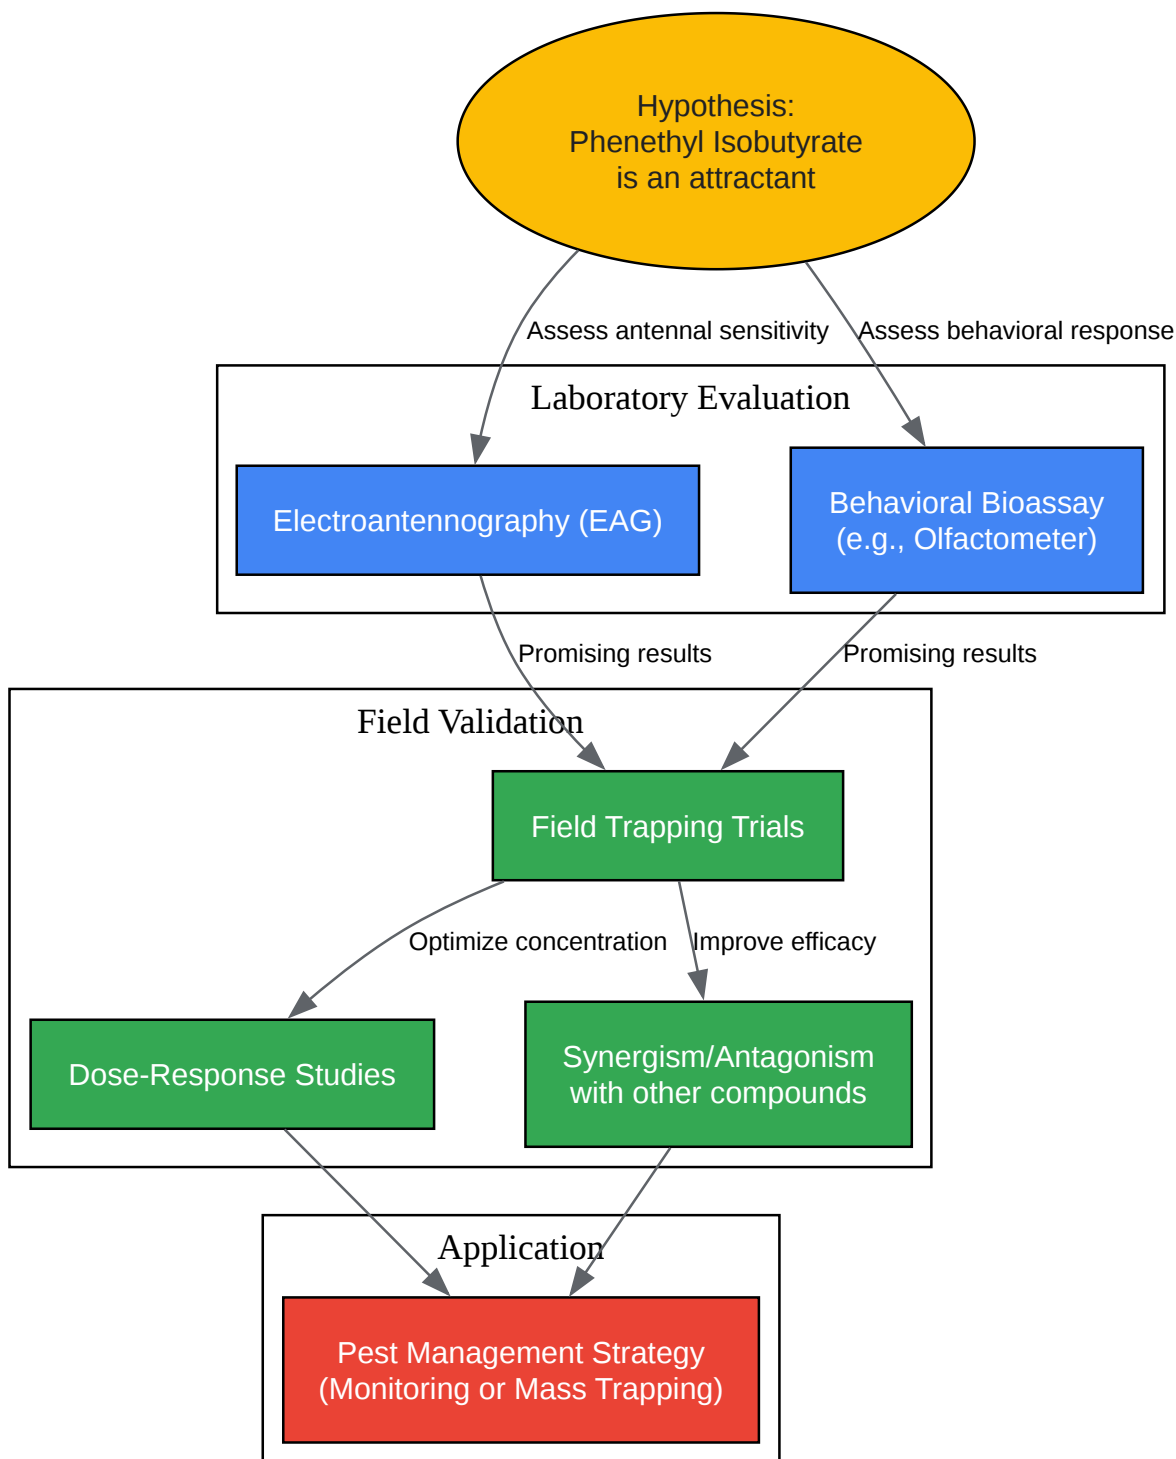 Hypothesis:
Phenethyl Isobutyrate
is an attractant
Assess antennal sensitivity
Assess behavioral response
Laboratory Evaluation
Electroantennography (EAG)
Behavioral Bioassay
(e.g., Olfactometer)
Promising results
Promising results
Field Validation
Field Trapping Trials
Optimize concentration
Improve efficacy
Dose-Response Studies
Synergism/Antagonism
with other compounds
Application
Pest Management Strategy
(Monitoring or Mass Trapping)